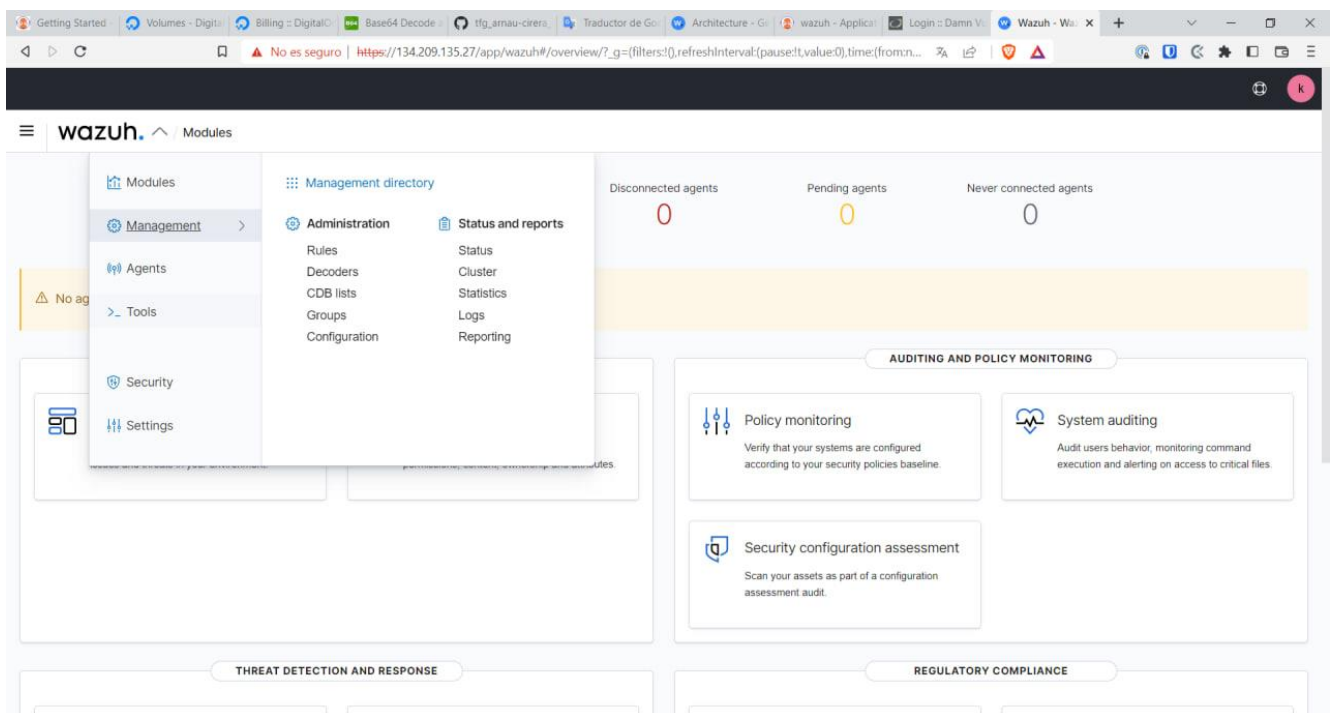 Getting Started
Volumes - Digita
Billing :: DigitalO
Base64 Decode a
tfg_arnau-cirera_
Traductor de Go
Architecture - G
wazuh - Applicat
Login :: Damn Vu
Wazuh - Wa
No es seguro | https://134.209.135.27/app/wazuh#/overview/?_g=(filters:!(),refreshInterval:(pause:!t,value:0),time:(from:n...
k
wazuh. / Modules
Modules
Management
Agents
Tools
Security
Settings
Management directory
Administration
Rules
Decoders
CDB lists
Groups
Configuration
Status and reports
Status
Cluster
Statistics
Logs
Reporting
Disconnected agents
0
Pending agents
0
Never connected agents
0
No ag
AUDITING AND POLICY MONITORING
Policy monitoring
Verify that your systems are configured
according to your security policies baseline.
System auditing
Audit users behavior, monitoring command
execution and alerting on access to critical files.
Security configuration assessment
Scan your assets as part of a configuration
assessment audit.
THREAT DETECTION AND RESPONSE
REGULATORY COMPLIANCE